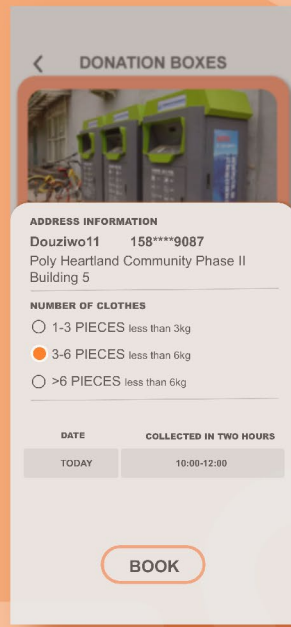 DONATION BOXES
ADDRESS INFORMATION
Douziwo11 158****9087
Poly Heartland Community Phase II
Building 5
NUMBER OF CLOTHES
1-3 PIECES less than 3kg
3-6 PIECES less than 6kg
>6 PIECES less than 6kg
DATE COLLECTED IN TWO HOURS
TODAY 10:00-12:00
BOOK